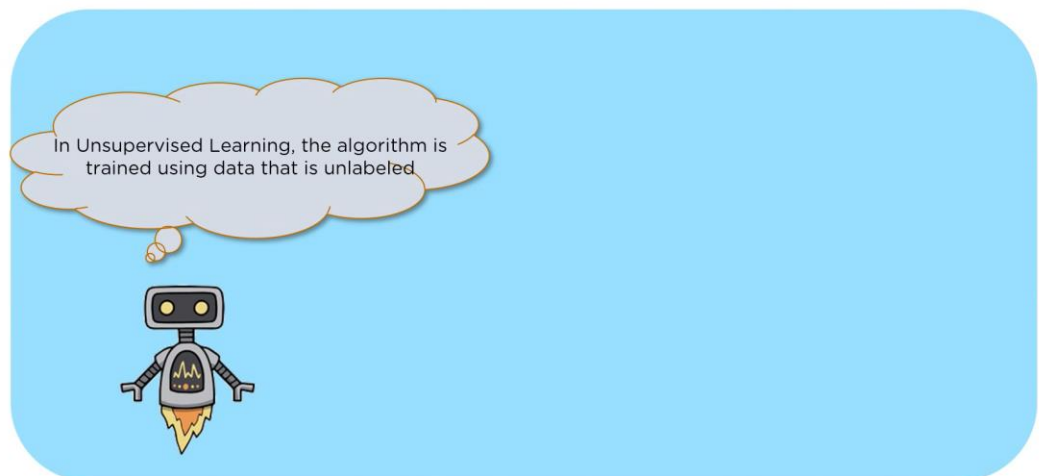 In Unsupervised Learning, the algorithm is
trained using data that is unlabeled